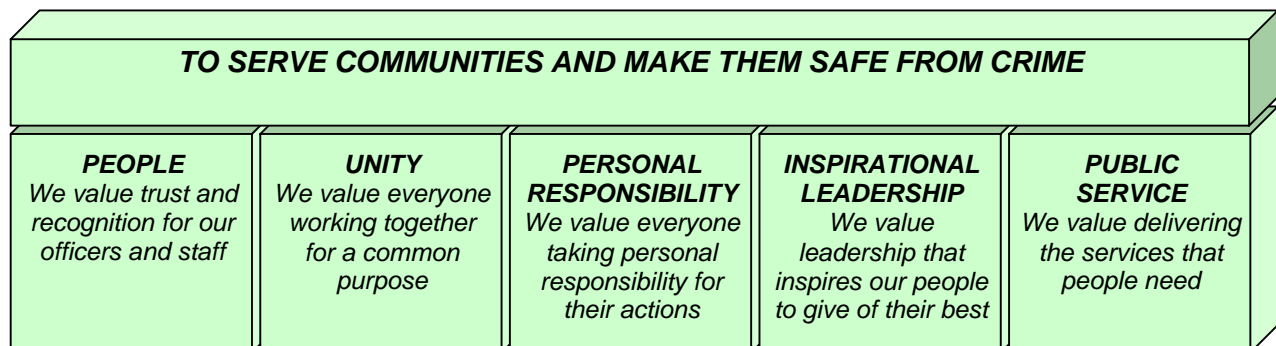 TO SERVE COMMUNITIES AND MAKE THEM SAFE FROM CRIME
PEOPLE
We value trust and
recognition for our
officers and staff
UNITY
We value everyone
working together
for a common
purpose
PERSONAL
RESPONSIBILITY
We value everyone
taking personal
responsibility for
their actions
INSPIRATIONAL
LEADERSHIP
We value
leadership that
inspires our people
to give of their best
PUBLIC
SERVICE
We value delivering
the services that
people need